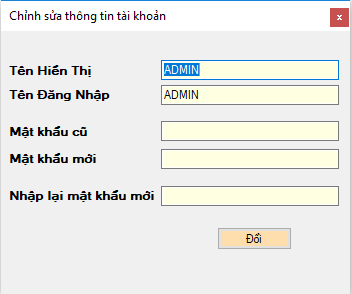 Chỉnh sửa thông tin tài khoản
x
Tên Hiển Thị ADMIN
Tên Đăng Nhập ADMIN
Mật khẩu cũ
Mật khẩu mới
Nhập lại mật khẩu mới
Đổi